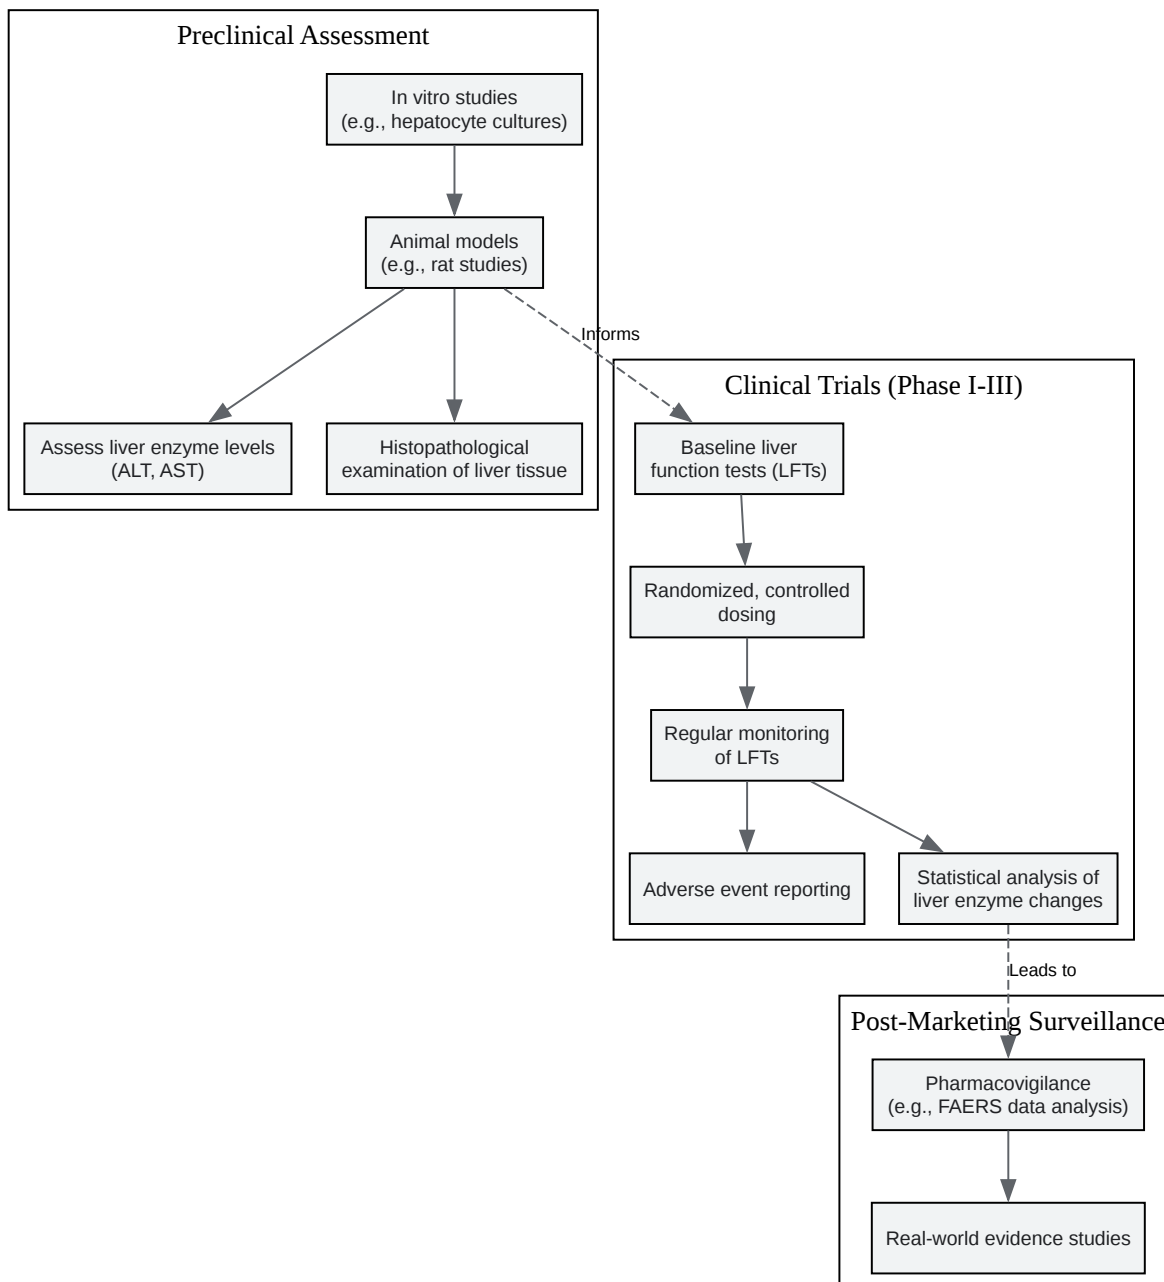 Preclinical Assessment
In vitro studies
(e.g., hepatocyte cultures)
Animal models
(e.g., rat studies)
Informs
Assess liver enzyme levels
(ALT, AST)
Histopathological
examination of liver tissue
Clinical Trials (Phase I-III)
Baseline liver
function tests (LFTs)
Randomized, controlled
dosing
Regular monitoring
of LFTs
Adverse event reporting
Statistical analysis of
liver enzyme changes
Leads to
Post-Marketing Surveillance
Pharmacovigilance
(e.g., FAERS data analysis)
Real-world evidence studies